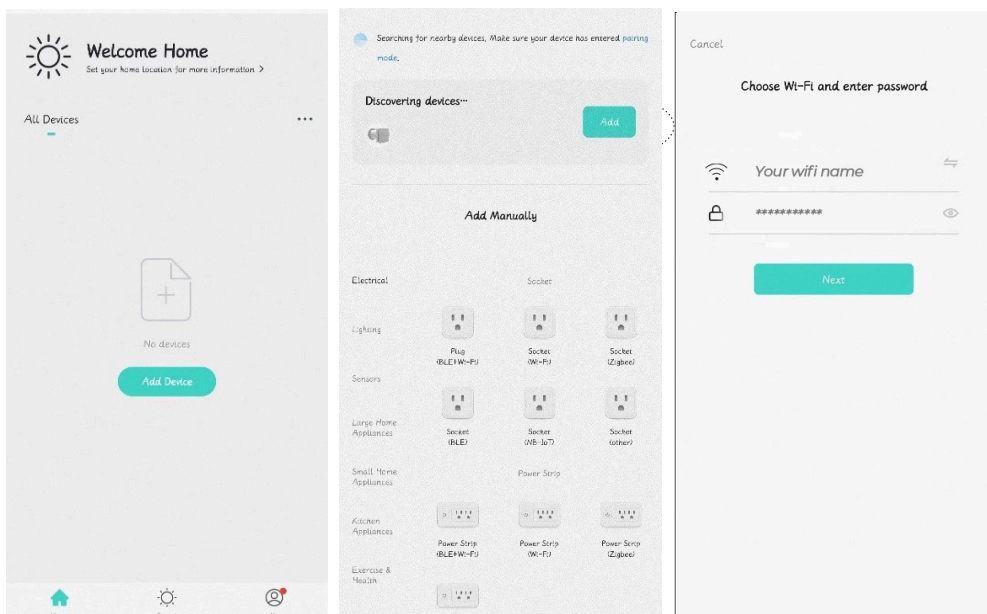 Welcome Home
Set your home location for more information >
All Devices
No devices
Add Device
Searching for nearby devices, Make sure your device has entered pairing
mode.
Discovering devices…
Add
Add Manually
Electrical
Lighting
Sensors
Large Home
Appliances
Small Home
Appliances
Kitchen
Appliances
Exercise &
Health
Socket
Plug
(BLE+Wi-Fi)
Socket
(Wi-Fi)
Socket
(Zigbee)
Socket
(BLE)
Socket
(NB-IoT)
Socket
(other)
Power Strip
Power Strip
(BLE+Wi-Fi)
Power Strip
(Wi-Fi)
Power Strip
(Zigbee)
Cancel
Choose Wi-Fi and enter password
Your wifi name
***********
Next